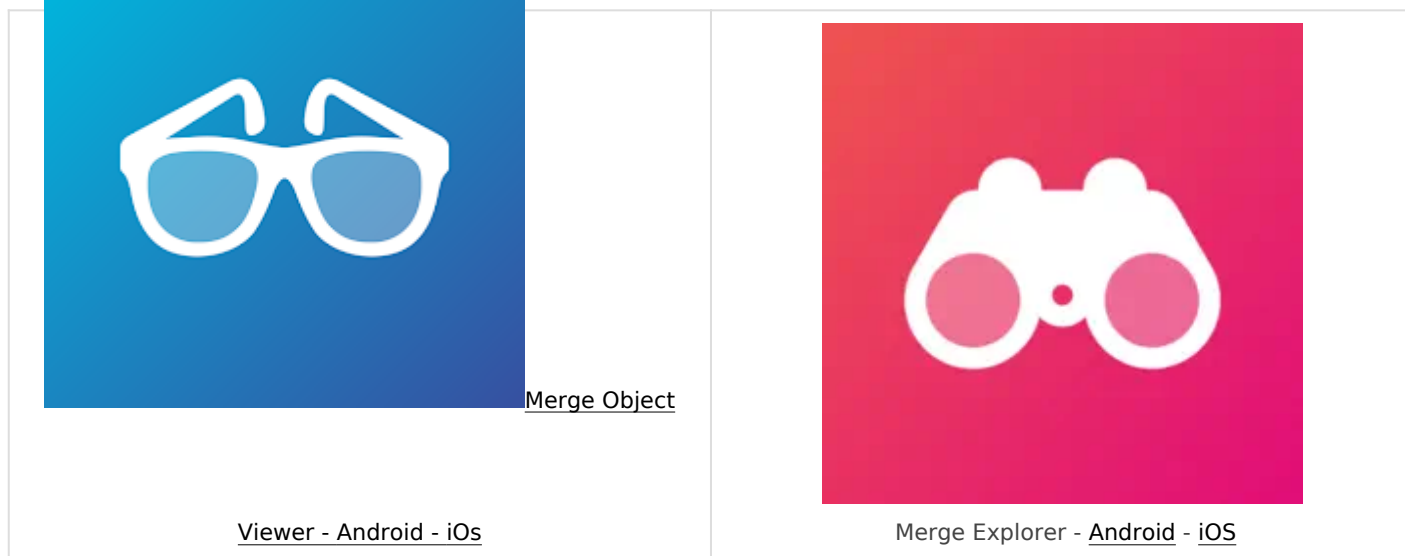 Merge Object
Viewer - Android - iOs
Merge Explorer - Android - iOS